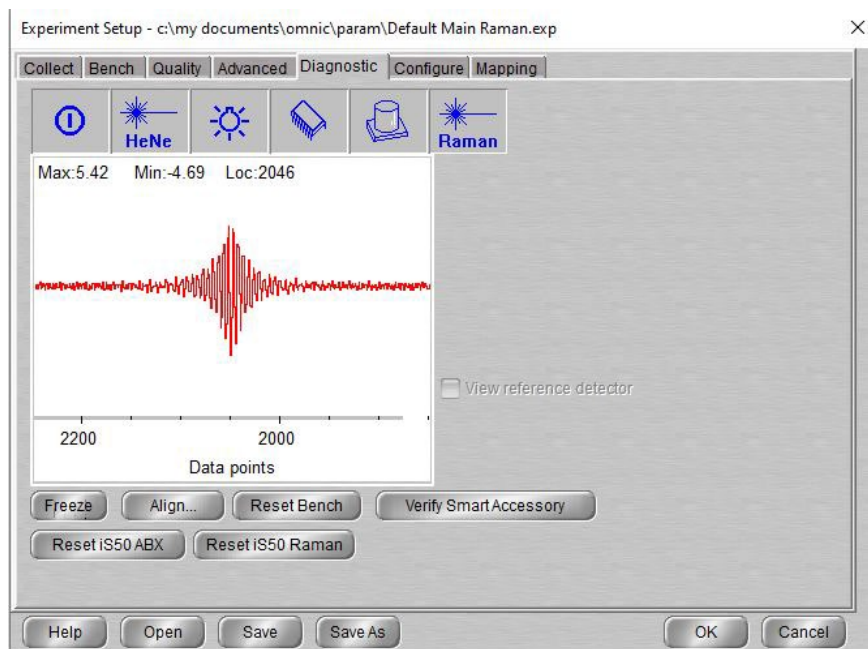 Experiment Setup - c:\my documents\omnic\param\Default Main Raman.exp
Collect Bench Quality Advanced Diagnostic Configure Mapping
HeNe Raman
Max:5.42 Min:-4.69 Loc:2046
View reference detector
2200 2000
Data points
Freeze Align... Reset Bench Verify Smart Accessory
Reset iS50 ABX Reset iS50 Raman
Help Open Save Save As OK Cancel